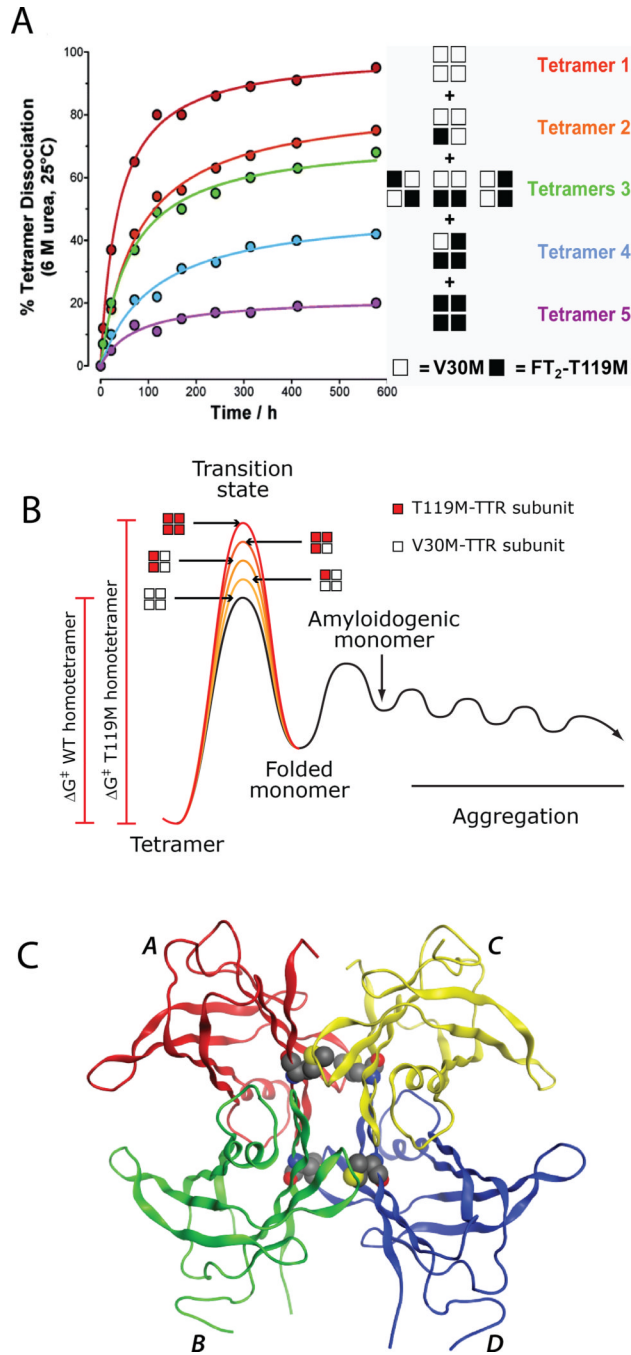 A
% Tetramer Dissociation
(6 M urea, 25°C)
100
80
60
40
20
0
0 100 200 300 400 500 600
Time / h
Tetramer 1
+
Tetramer 2
+
Tetramers 3
+
Tetramer 4
+
Tetramer 5
= V30M = FT₂-T119M
B
Transition
state
T119M-TTR subunit
V30M-TTR subunit
Amyloidogenic
monomer
ΔG‡ WT homotetramer
ΔG‡ T119M homotetramer
Folded
monomer
Aggregation
Tetramer
C
A
C
B
D